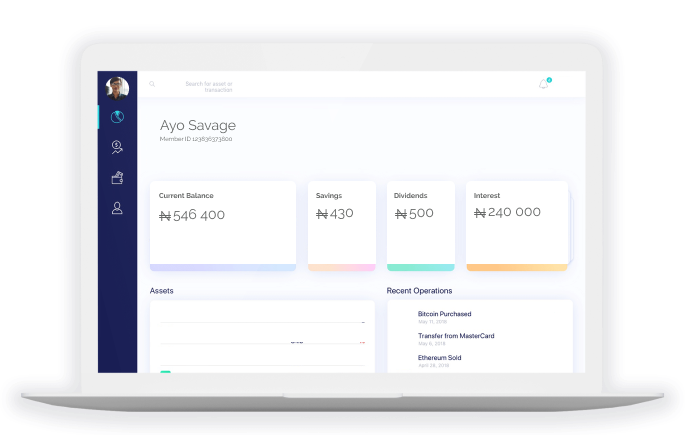 Search for asset or
transaction
Ayo Savage
Member ID 123836373800
Current Balance
₦ 546 400
Savings
₦ 430
Dividends
₦ 500
Interest
₦ 240 000
Assets
Recent Operations
Bitcoin Purchased
May 11, 2018
Transfer from MasterCard
May 6, 2018
Ethereum Sold
April 28, 2018